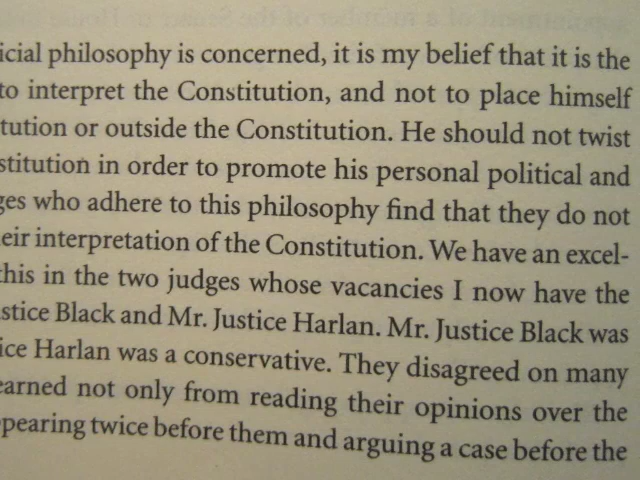 icial philosophy is concerned, it is my belief that it is the
to interpret the Constitution, and not to place himself
tution or outside the Constitution. He should not twist
stitution in order to promote his personal political and
ges who adhere to this philosophy find that they do not
eir interpretation of the Constitution. We have an excel-
this in the two judges whose vacancies I now have the
stice Black and Mr. Justice Harlan. Mr. Justice Black was
ice Harlan was a conservative. They disagreed on many
earned not only from reading their opinions over the
pearing twice before them and arguing a case before the